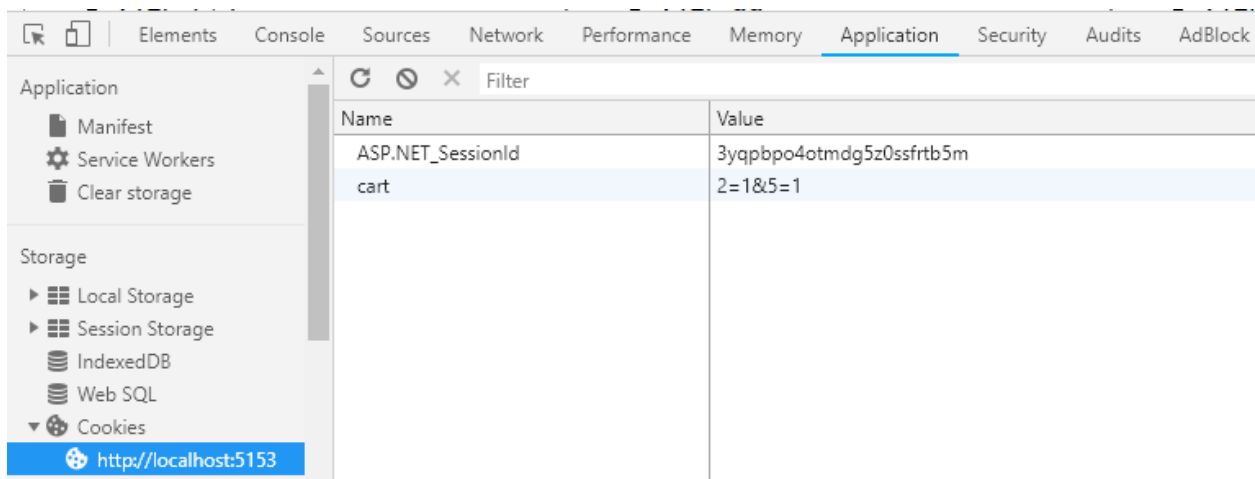 Elements Console Sources Network Performance Memory Application Security Audits AdBlock
Application
Manifest
Service Workers
Clear storage
Storage
Local Storage
Session Storage
IndexedDB
Web SQL
Cookies
http://localhost:5153
Filter
Name Value
ASP.NET_SessionId 3yqpbpo4otmdg5z0ssfrtb5m
cart 2=1&5=1